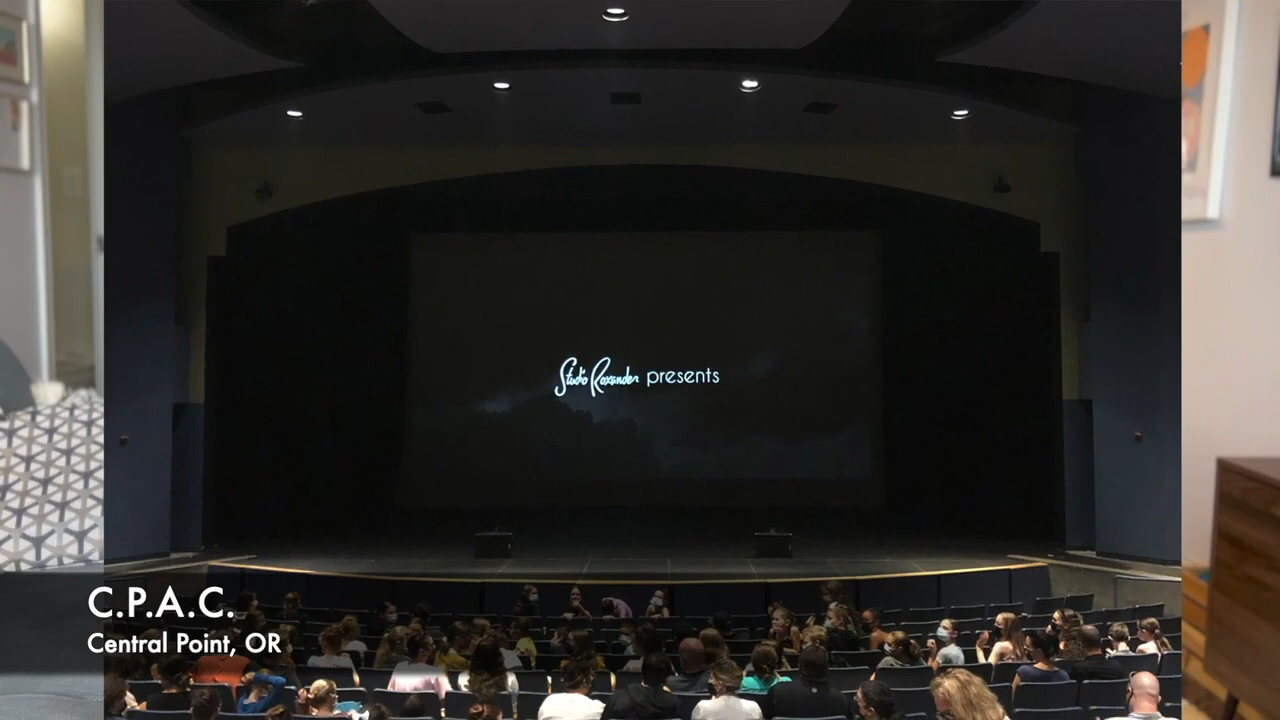 Studio Roxander presents
C.P.A.C.
Central Point, OR